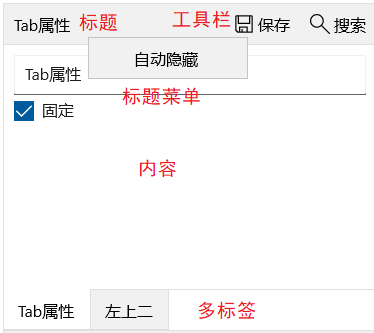 Tab属性 标题 工具栏 保存 搜索
自动隐藏
Tab属性
标题菜单
固定
内容
Tab属性 左上二 多标签